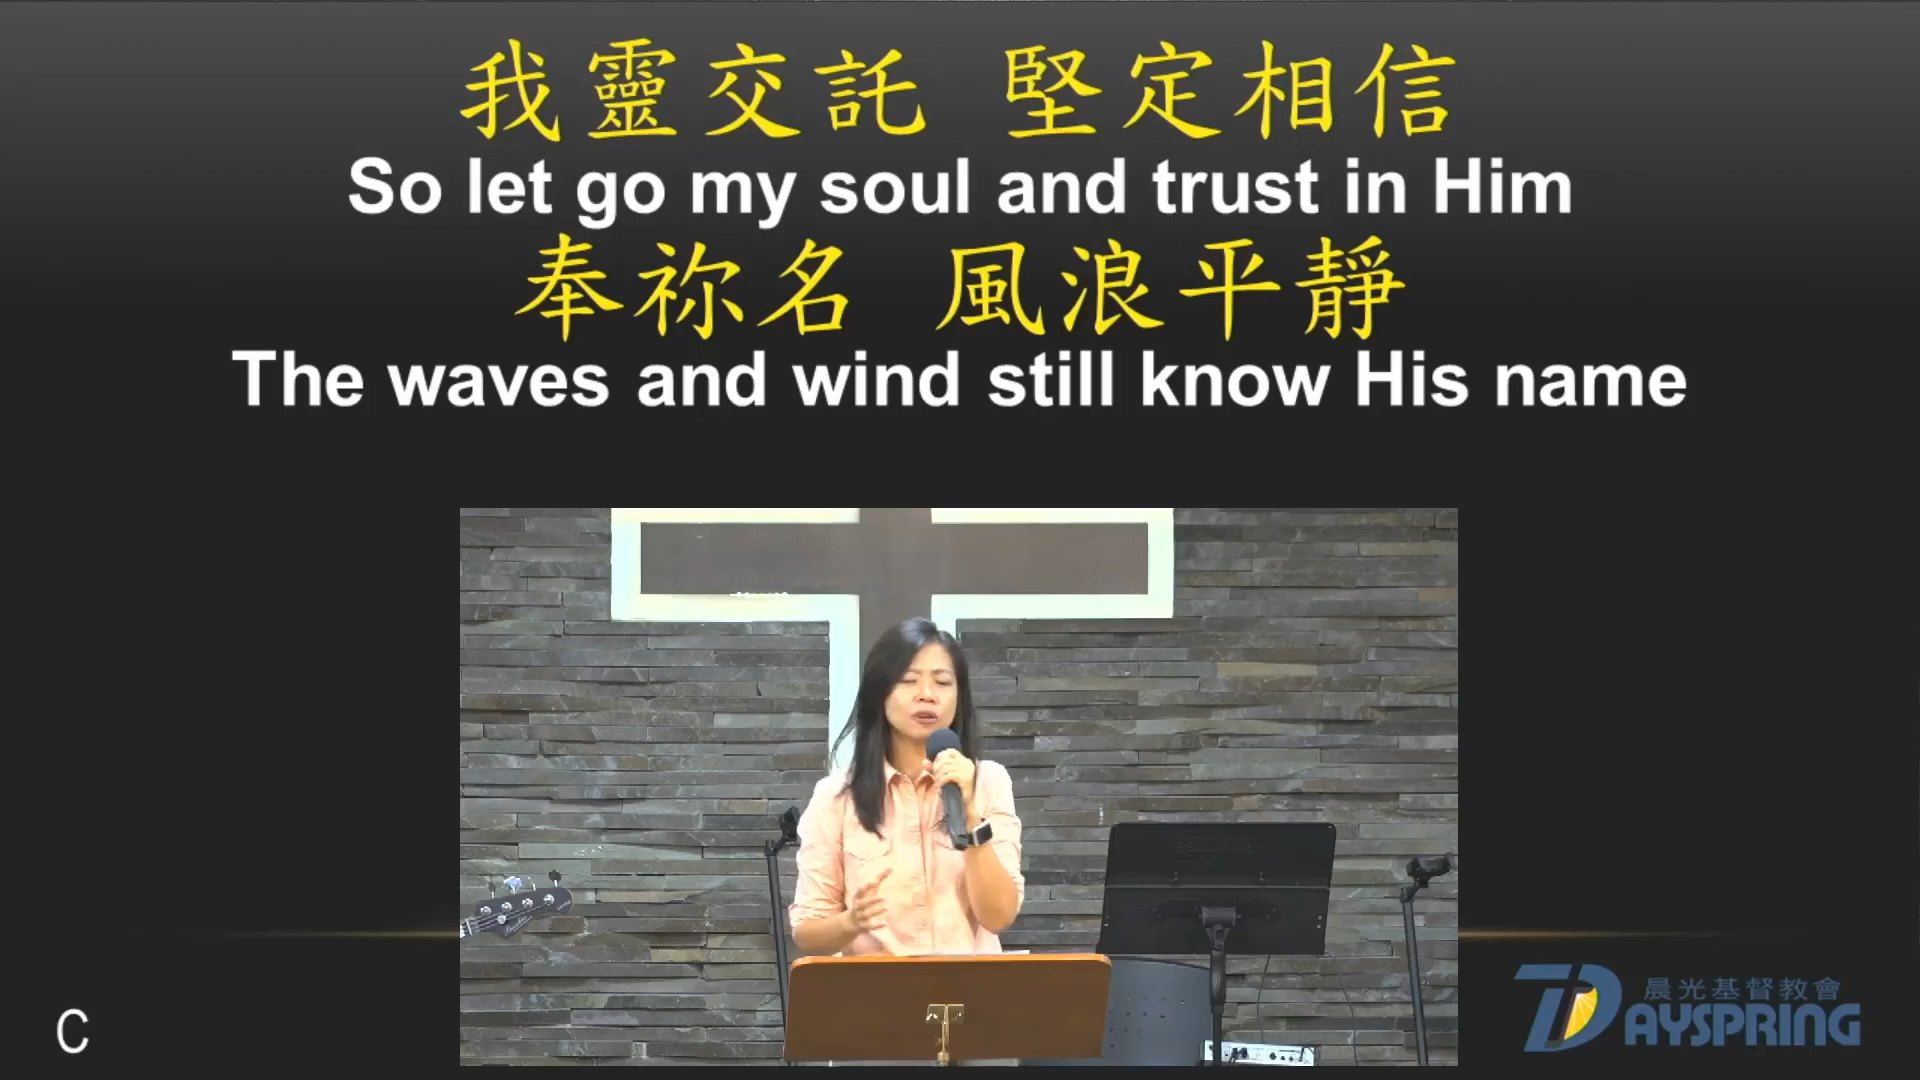 我靈交託 堅定相信
So let go my soul and trust in Him
奉祢名 風浪平靜
The waves and wind still know His name
C
晨光基督教會
DAYSPRING